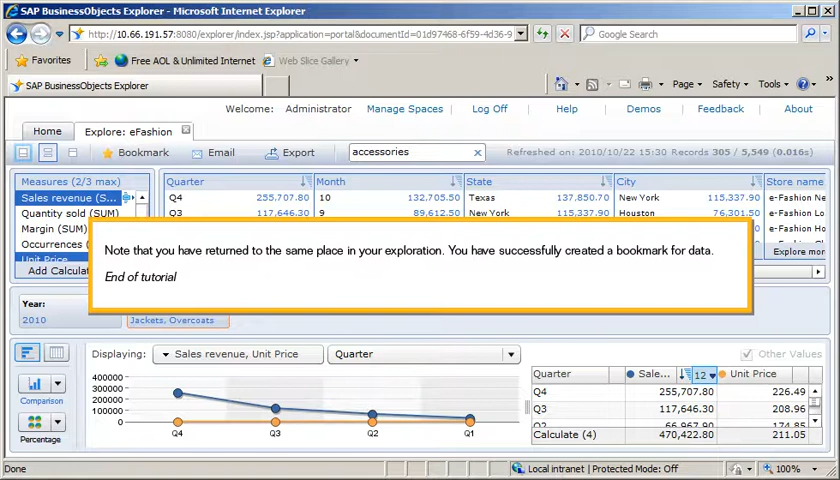 SAP BusinessObjects Explorer - Microsoft Internet Explorer
http://10.66.191.57:8080/explorer/index.jsp?application=portal&documentId=01d97468-6f59-4d36-9
Google Search
Favorites Free AOL & Unlimited Internet Web Slice Gallery
SAP BusinessObjects Explorer
Page Safety Tools
Welcome: Administrator Manage Spaces Log Off Help Demos Feedback About
Home Explore: eFashion
Bookmark Email Export accessories Refreshed on: 2010/10/22 15:30 Records 305 / 5,549 (0.016s)
Measures (2/3 max) Quarter Month State City Store name
Sales revenue (S... Q4 255,707.80 10 132,705.50 Texas 137,850.70 New York 115,337.90 e-Fashion Ne
Quantity sold (SUM) Q3 117,646.30 9 89,612.50 New York 115,337.90 Houston 76,301.50
Margin (SUM)
Occurrences
Unit Price Explore mor
Add Calculat
Note that you have returned to the same place in your exploration. You have successfully created a bookmark for data.
End of tutorial
Year:
2010 Jackets, Overcoats
Displaying: Sales revenue, Unit Price Quarter Other Values
Comparison
Percentage
400000
300000
200000
100000
0
Q4 Q3 Q2 Q1
Quarter Sale... 12 Unit Price
Q4 255,707.80 226.49
Q3 117,646.30 208.96
Q2 66,967.90 174.85
Calculate (4) 470,422.80 211.05
Done Local intranet | Protected Mode: Off 100%